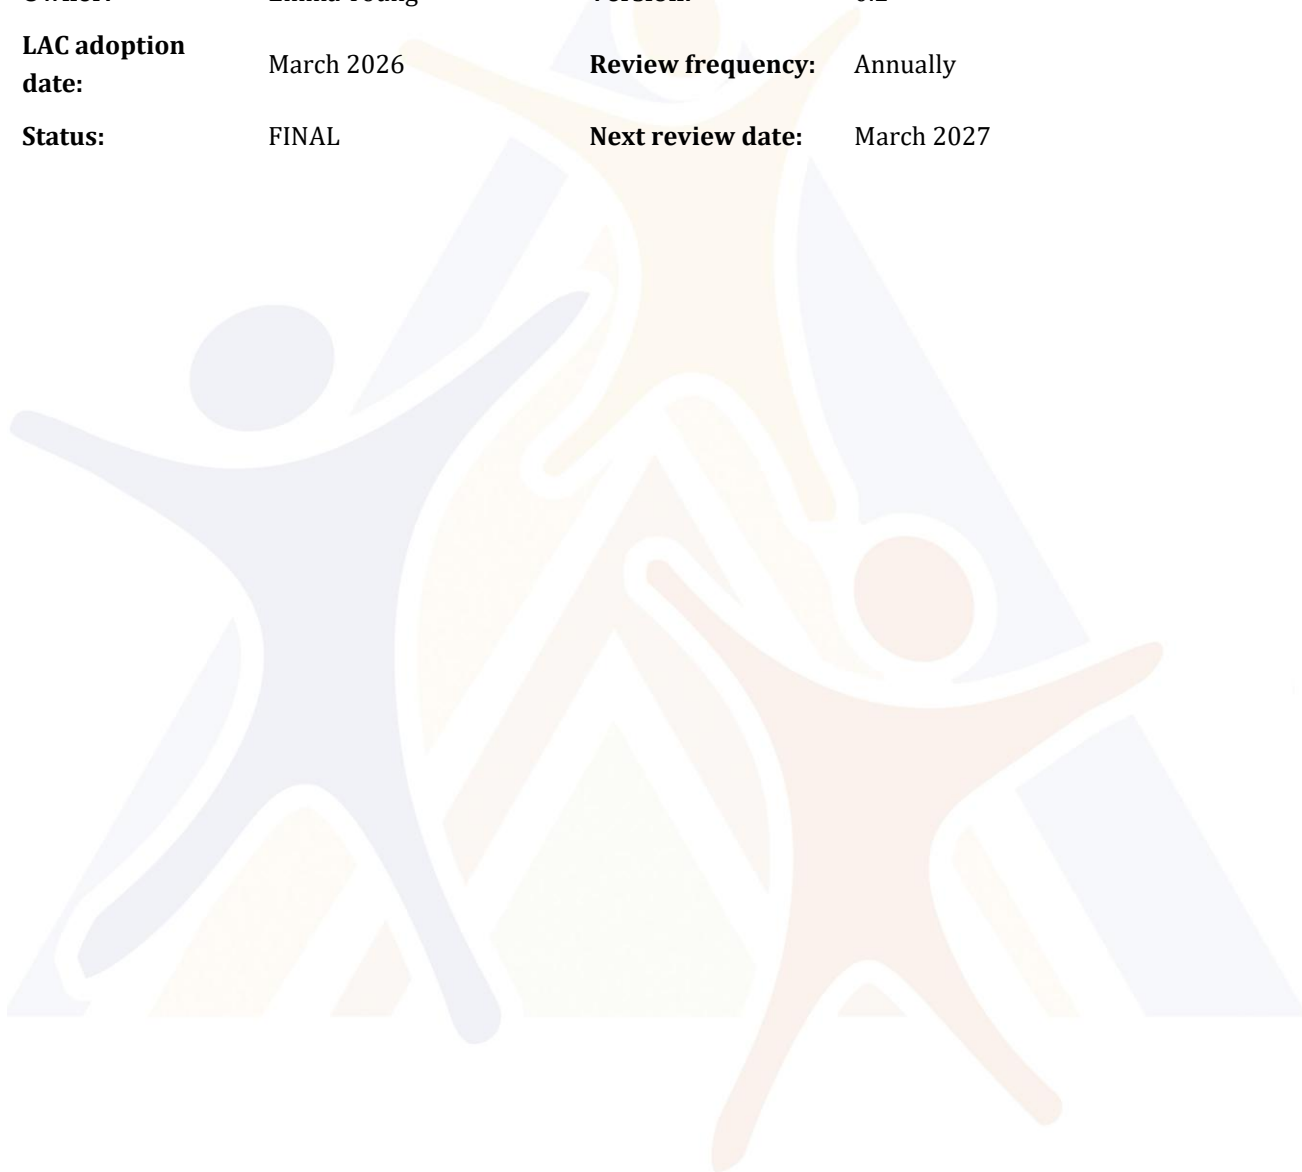 LAC adoption
date:
March 2026
Review frequency:
Annually
Status:
FINAL
Next review date:
March 2027